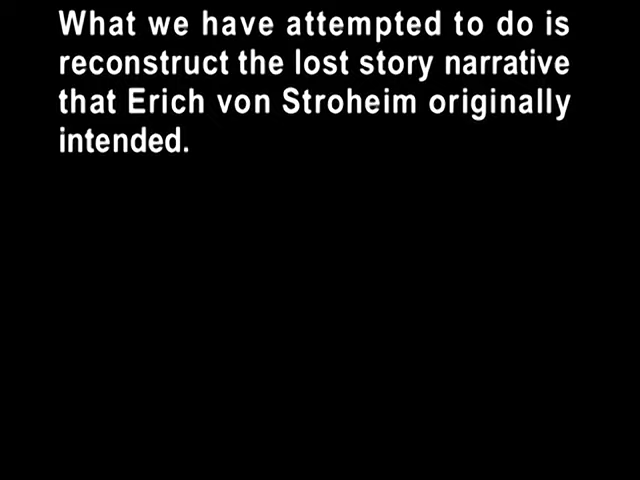 What we have attempted to do is
reconstruct the lost story narrative
that Erich von Stroheim originally
intended.